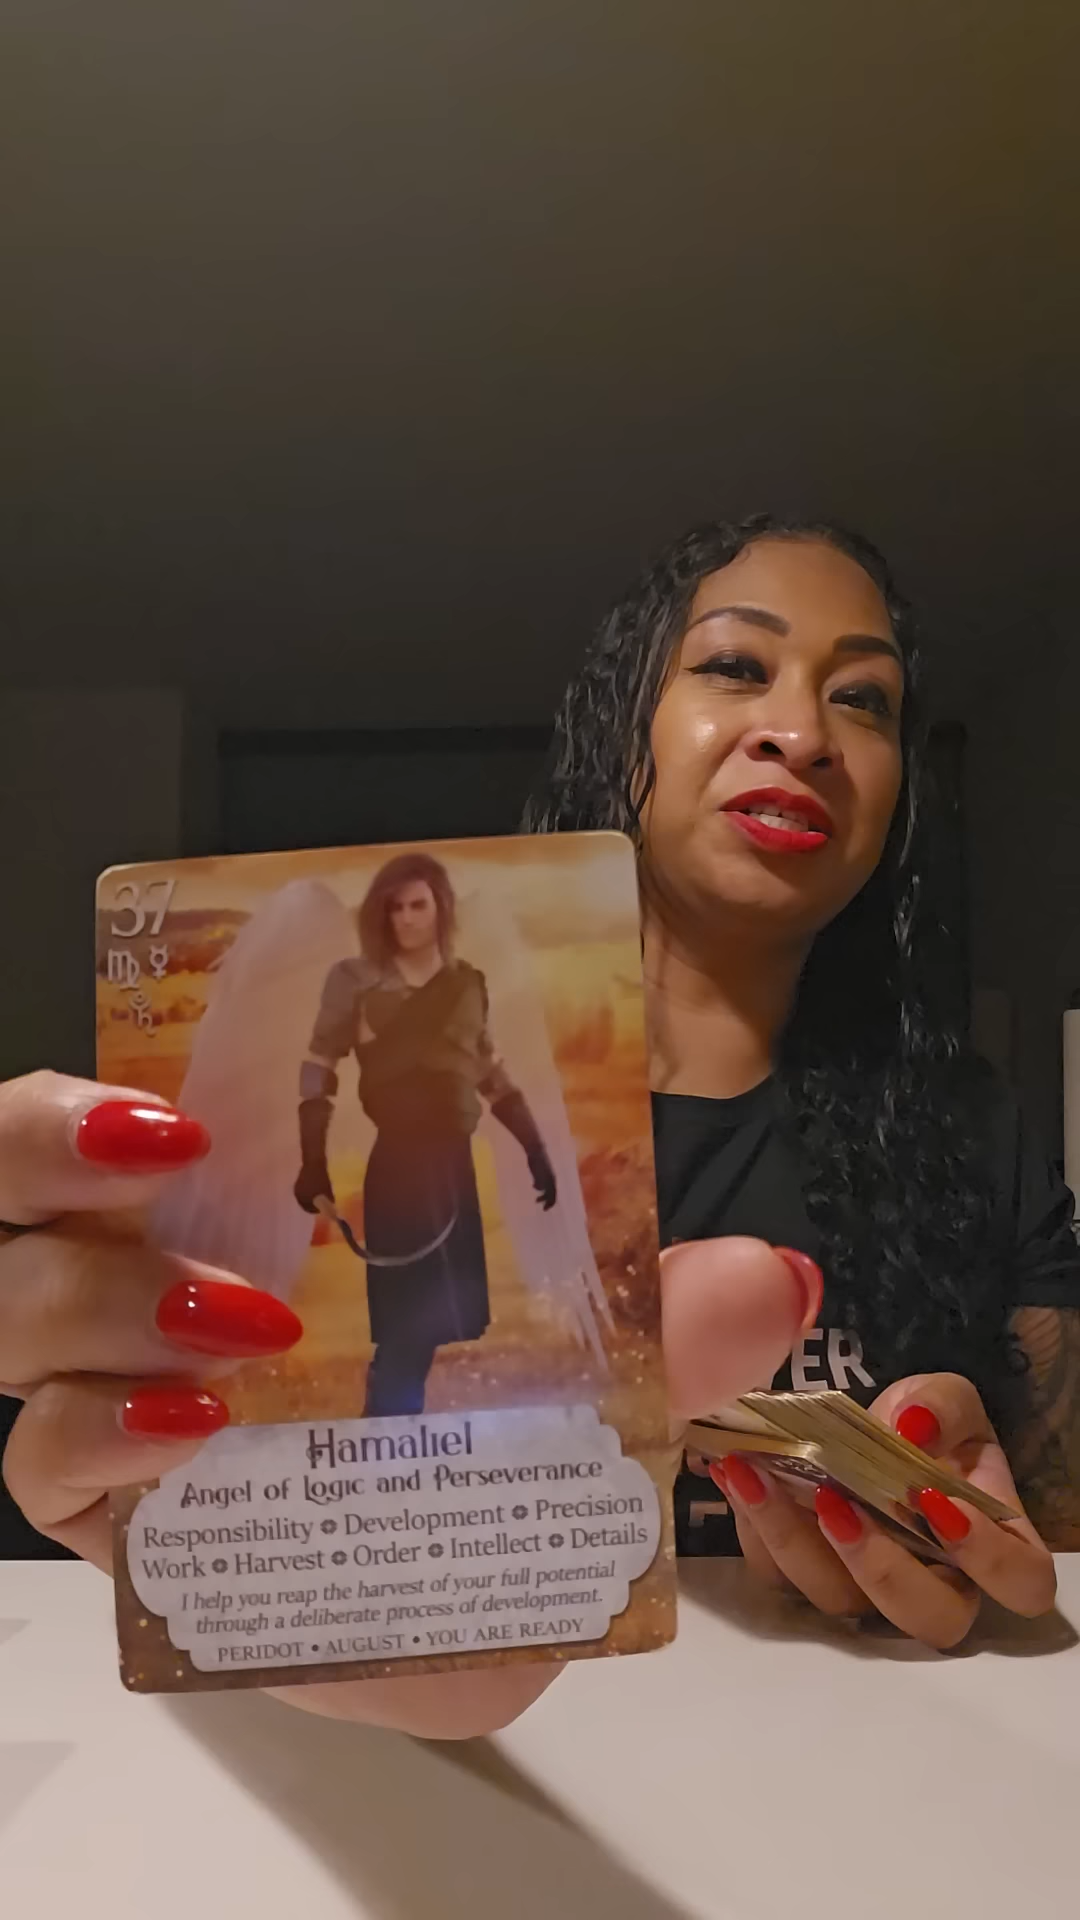 37
♍ ☿
Hamaliel
Angel of Logic and Perseverance
Responsibility ❂ Development ❂ Precision
Work ❂ Harvest ❂ Order ❂ Intellect ❂ Details
I help you reap the harvest of your full potential
through a deliberate process of development.
PERIDOT • AUGUST • YOU ARE READY
ER